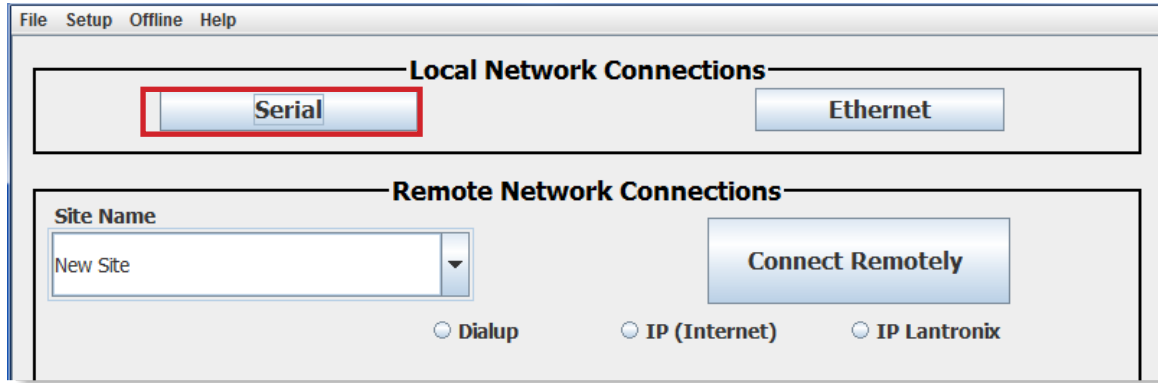 File Setup Offline Help
Local Network Connections
Serial Ethernet
Remote Network Connections
Site Name
New Site
Connect Remotely
Dialup IP (Internet) IP Lantronix